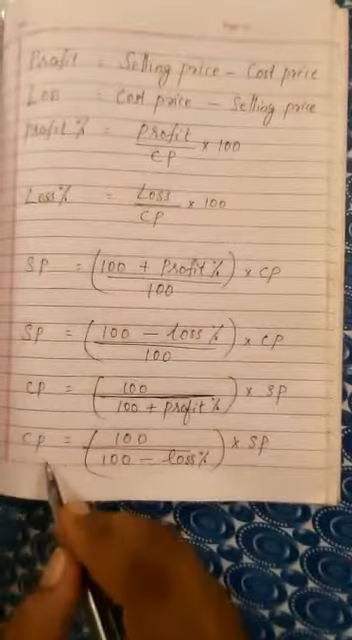 Profit = Selling price - Cost price
Loss = Cost price - Selling price
Profit % = Profit / CP × 100
Loss % = Loss / CP × 100
SP = (100 + Profit % / 100) × CP
SP = (100 - loss % / 100) × CP
CP = (100 / 100 + profit %) × SP
CP = (100 / 100 - loss %) × SP